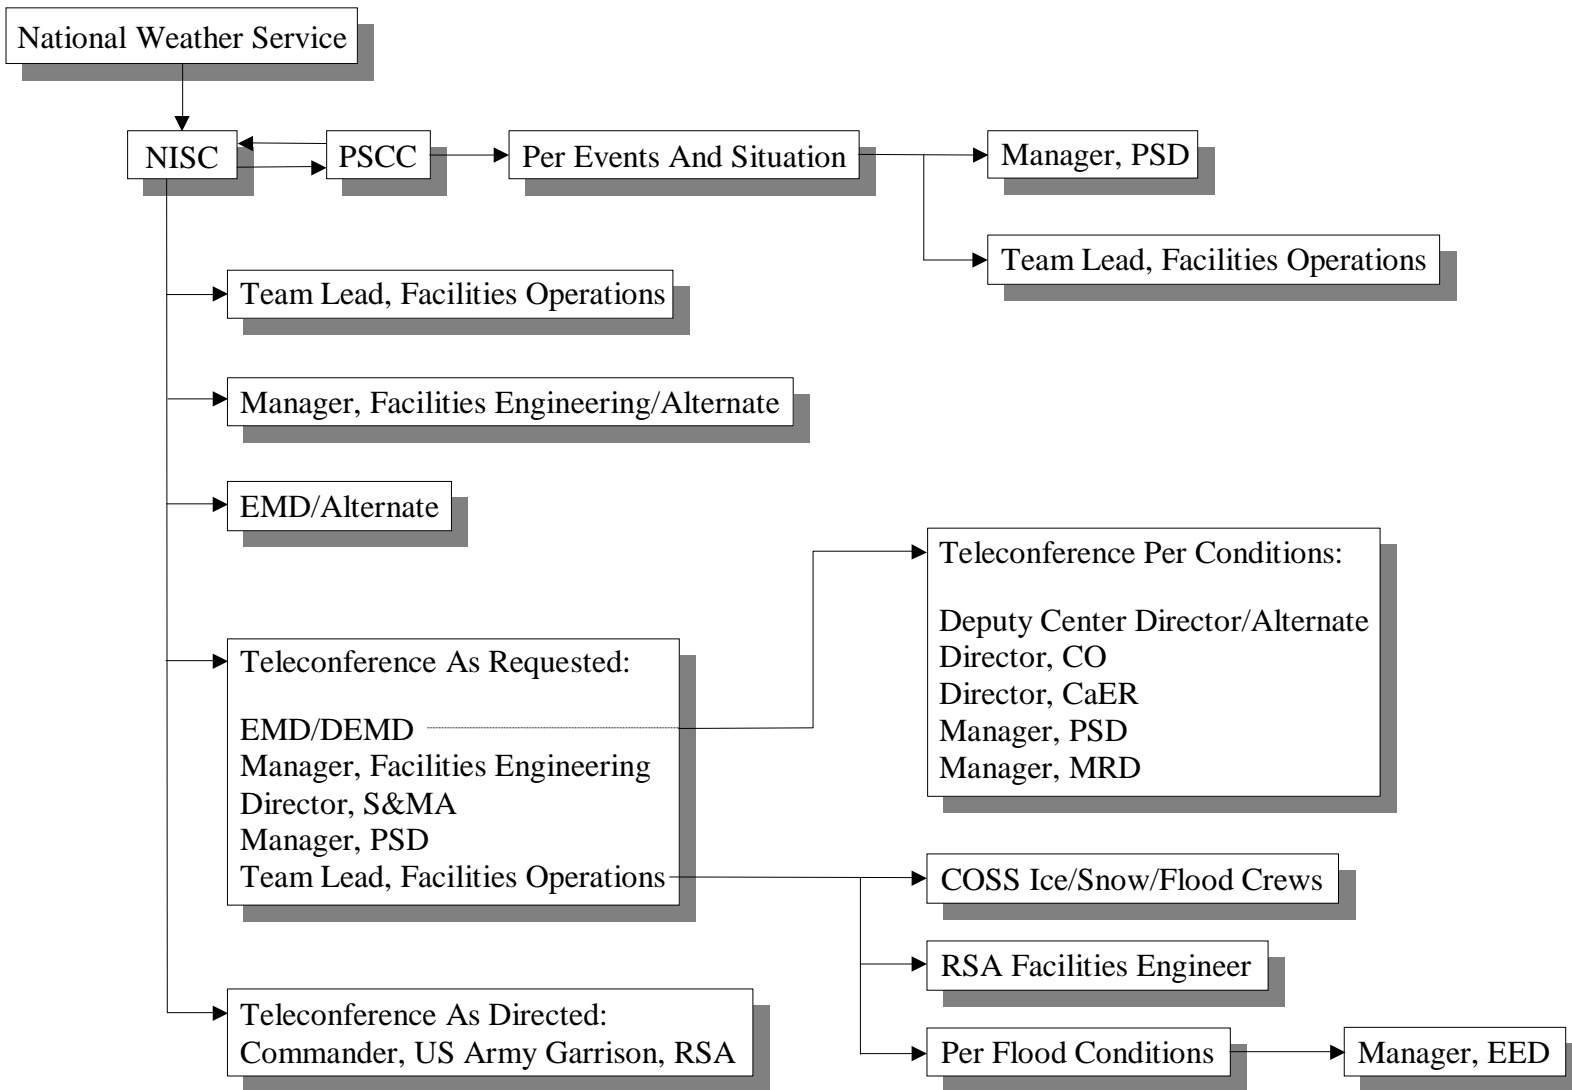 National Weather Service
NISC
PSCC
Per Events And Situation
Manager, PSD
Team Lead, Facilities Operations
Team Lead, Facilities Operations
Manager, Facilities Engineering/Alternate
EMD/Alternate
Teleconference Per Conditions:
Deputy Center Director/Alternate
Director, CO
Director, CaER
Manager, PSD
Manager, MRD
Teleconference As Requested:
EMD/DEMD
Manager, Facilities Engineering
Director, S&MA
Manager, PSD
Team Lead, Facilities Operations
COSS Ice/Snow/Flood Crews
RSA Facilities Engineer
Per Flood Conditions
Manager, EED
Teleconference As Directed:
Commander, US Army Garrison, RSA